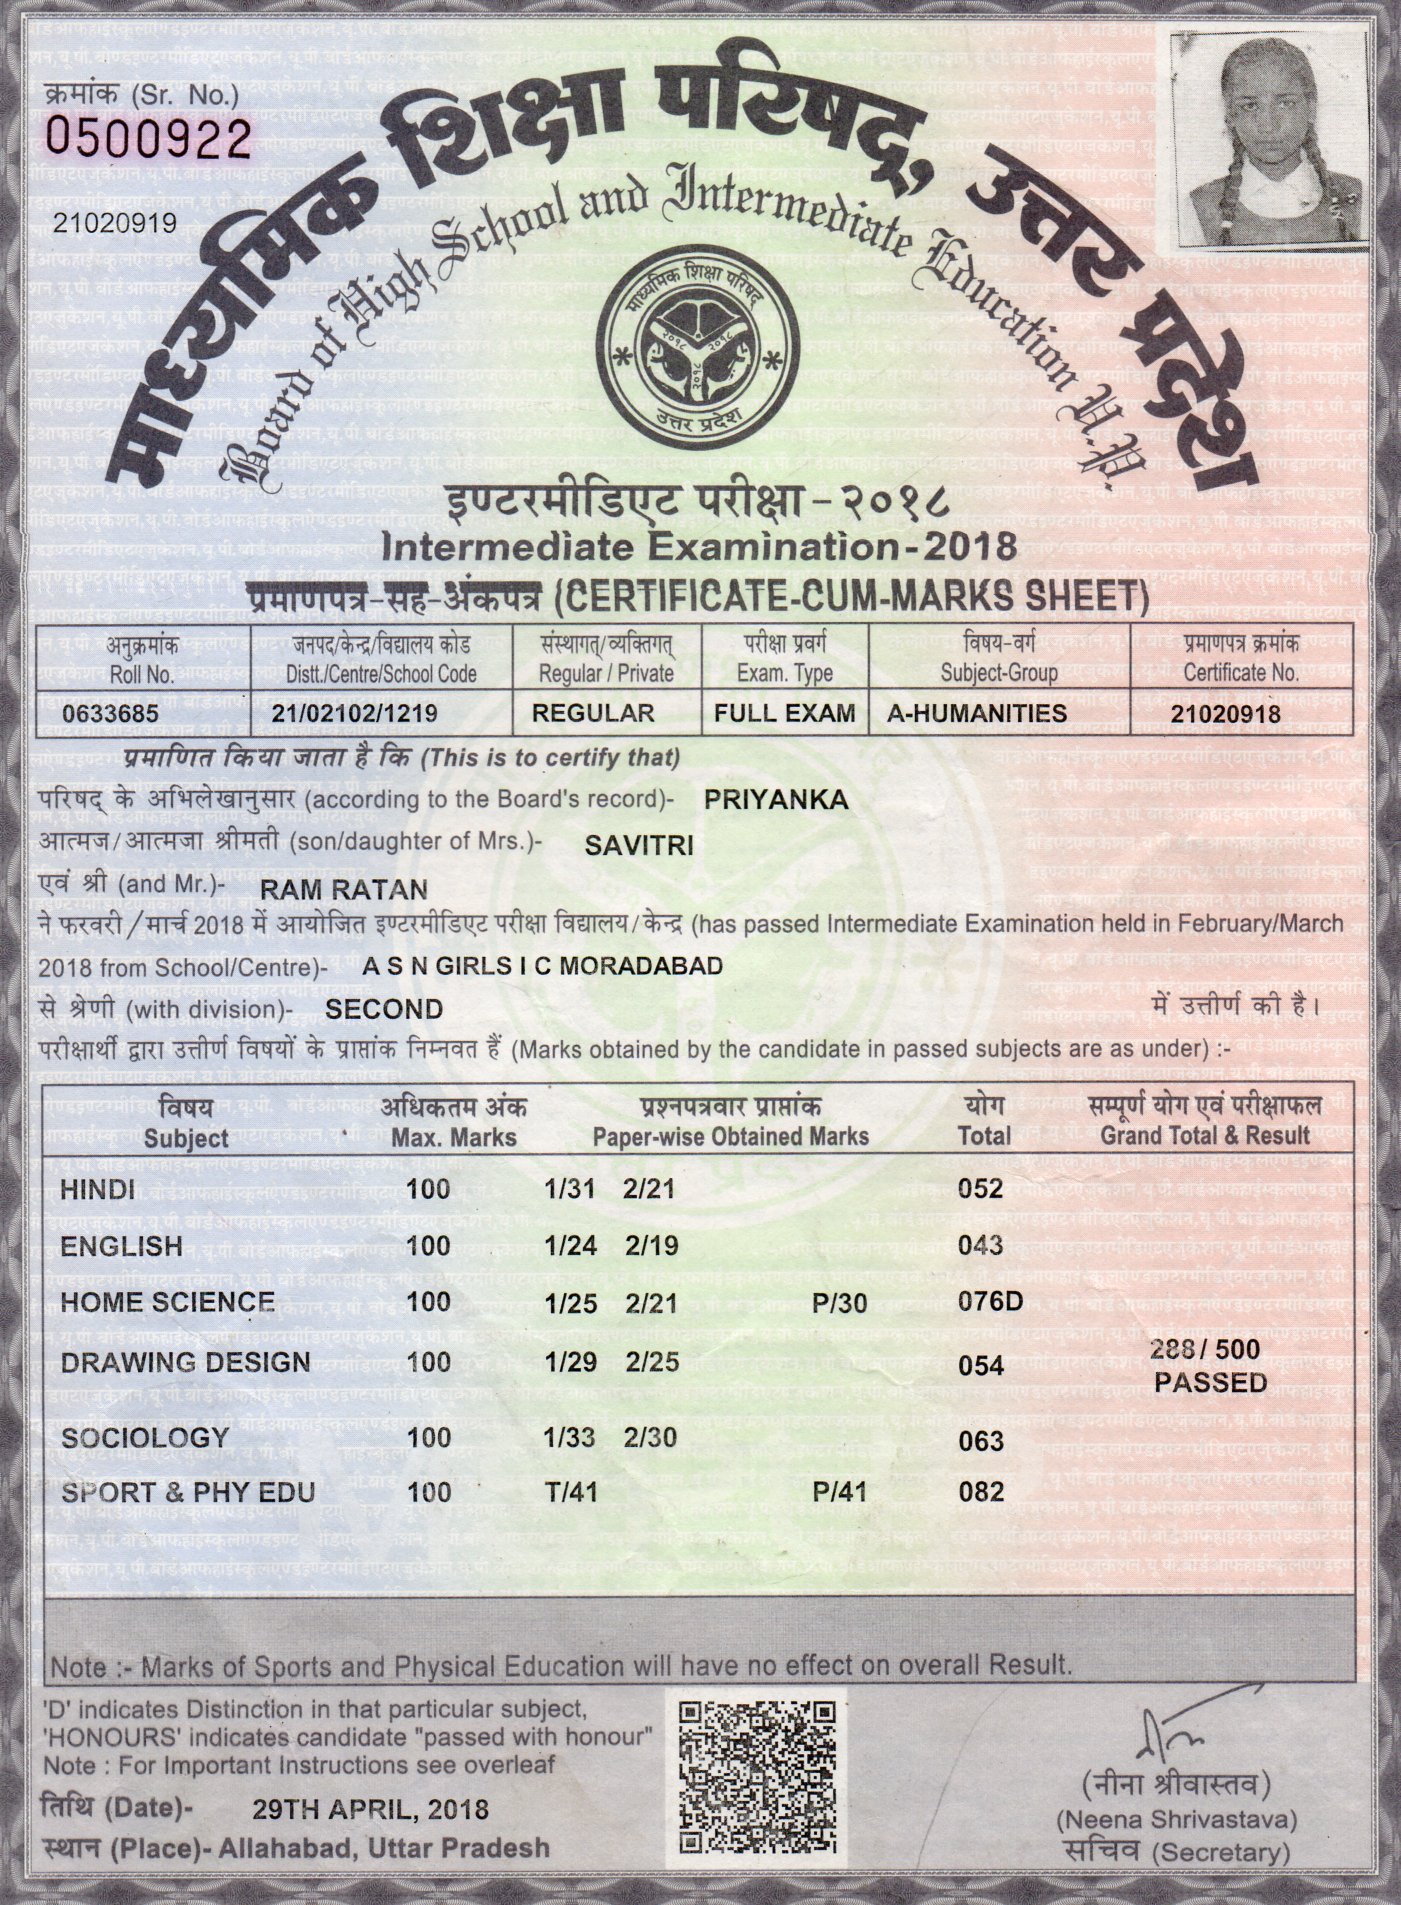 क्रमांक (Sr. No.)
0500922
21020919
माध्यमिक शिक्षा परिषद्, उत्तर प्रदेश
Board of High School and Intermediate Education U.P.
माध्यमिक शिक्षा परिषद
२०१८ २०१८
२०१८
उत्तर प्रदेश
इण्टरमीडिएट परीक्षा - २०१८
Intermediate Examination - 2018
प्रमाणपत्र-सह-अंकपत्र (CERTIFICATE-CUM-MARKS SHEET)
अनुक्रमांक जनपद/केन्द्र/विद्यालय कोड संस्थागत्/व्यक्तिगत् परीक्षा प्रवर्ग विषय-वर्ग प्रमाणपत्र क्रमांक
Roll No. Distt./Centre/School Code Regular / Private Exam. Type Subject-Group Certificate No.
0633685 21/02102/1219 REGULAR FULL EXAM A-HUMANITIES 21020918
प्रमाणित किया जाता है कि (This is to certify that)
परिषद् के अभिलेखानुसार (according to the Board's record)- PRIYANKA
आत्मज/आत्मजा श्रीमती (son/daughter of Mrs.)- SAVITRI
एवं श्री (and Mr.)- RAM RATAN
ने फरवरी/मार्च 2018 में आयोजित इण्टरमीडिएट परीक्षा विद्यालय/केन्द्र (has passed Intermediate Examination held in February/March
2018 from School/Centre)- A S N GIRLS I C MORADABAD
से श्रेणी (with division)- SECOND में उत्तीर्ण की है।
परीक्षार्थी द्वारा उत्तीर्ण विषयों के प्राप्तांक निम्नवत हैं (Marks obtained by the candidate in passed subjects are as under) :-
विषय अधिकतम अंक प्रश्नपत्रवार प्राप्तांक योग सम्पूर्ण योग एवं परीक्षाफल
Subject Max. Marks Paper-wise Obtained Marks Total Grand Total & Result
HINDI 100 1/31 2/21 052
ENGLISH 100 1/24 2/19 043
HOME SCIENCE 100 1/25 2/21 P/30 076D
DRAWING DESIGN 100 1/29 2/25 054 288 / 500
PASSED
SOCIOLOGY 100 1/33 2/30 063
SPORT & PHY EDU 100 T/41 P/41 082
Note :- Marks of Sports and Physical Education will have no effect on overall Result.
'D' indicates Distinction in that particular subject,
'HONOURS' indicates candidate "passed with honour"
Note : For Important Instructions see overleaf
तिथि (Date)- 29TH APRIL, 2018
स्थान (Place)- Allahabad, Uttar Pradesh
(नीना श्रीवास्तव)
(Neena Shrivastava)
सचिव (Secretary)